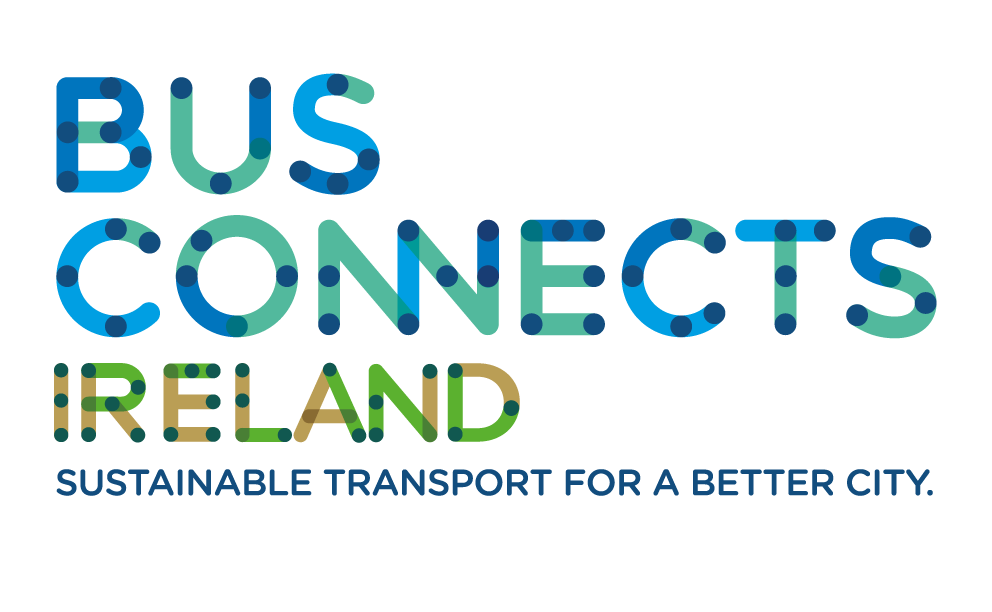 BUS
CONNECTS
IRELAND
SUSTAINABLE TRANSPORT FOR A BETTER CITY.